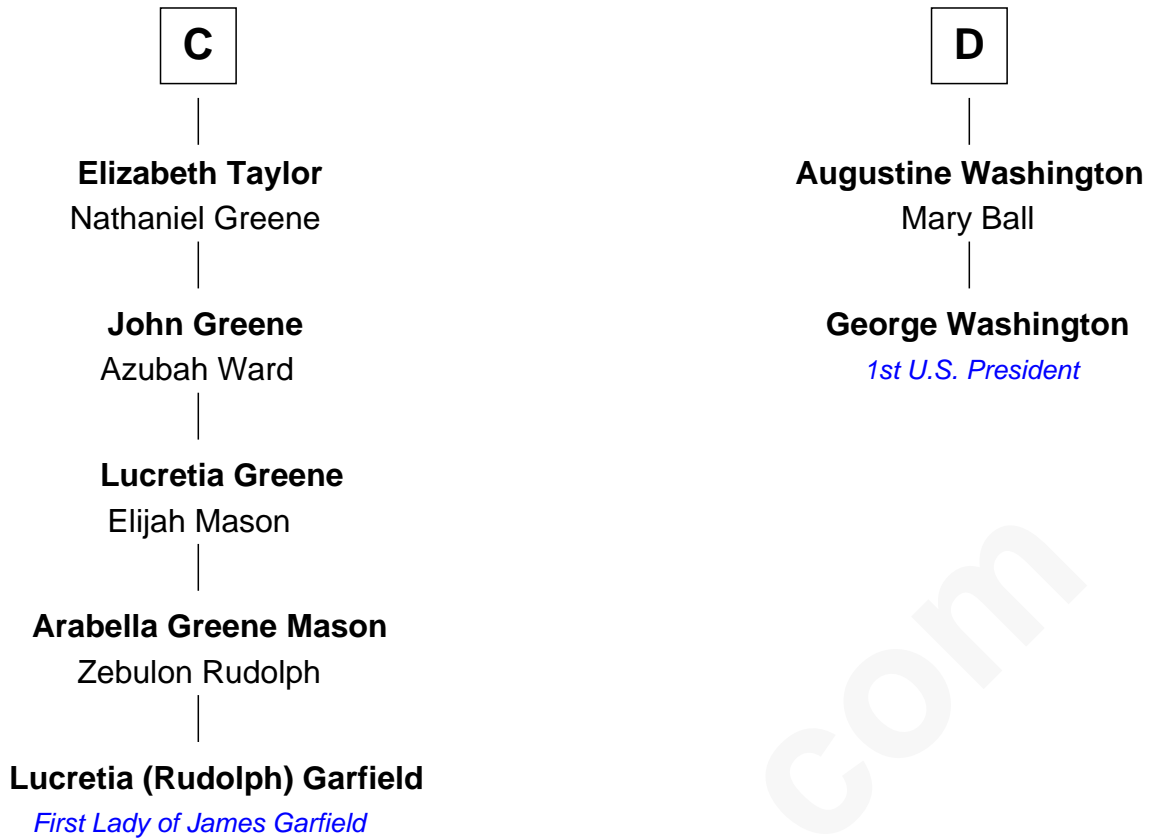 C
Elizabeth Taylor
Nathaniel Greene
John Greene
Azubah Ward
Lucretia Greene
Elijah Mason
Arabella Greene Mason
Zebulon Rudolph
Lucretia (Rudolph) Garfield
First Lady of James Garfield
D
Augustine Washington
Mary Ball
George Washington
1st U.S. President
com